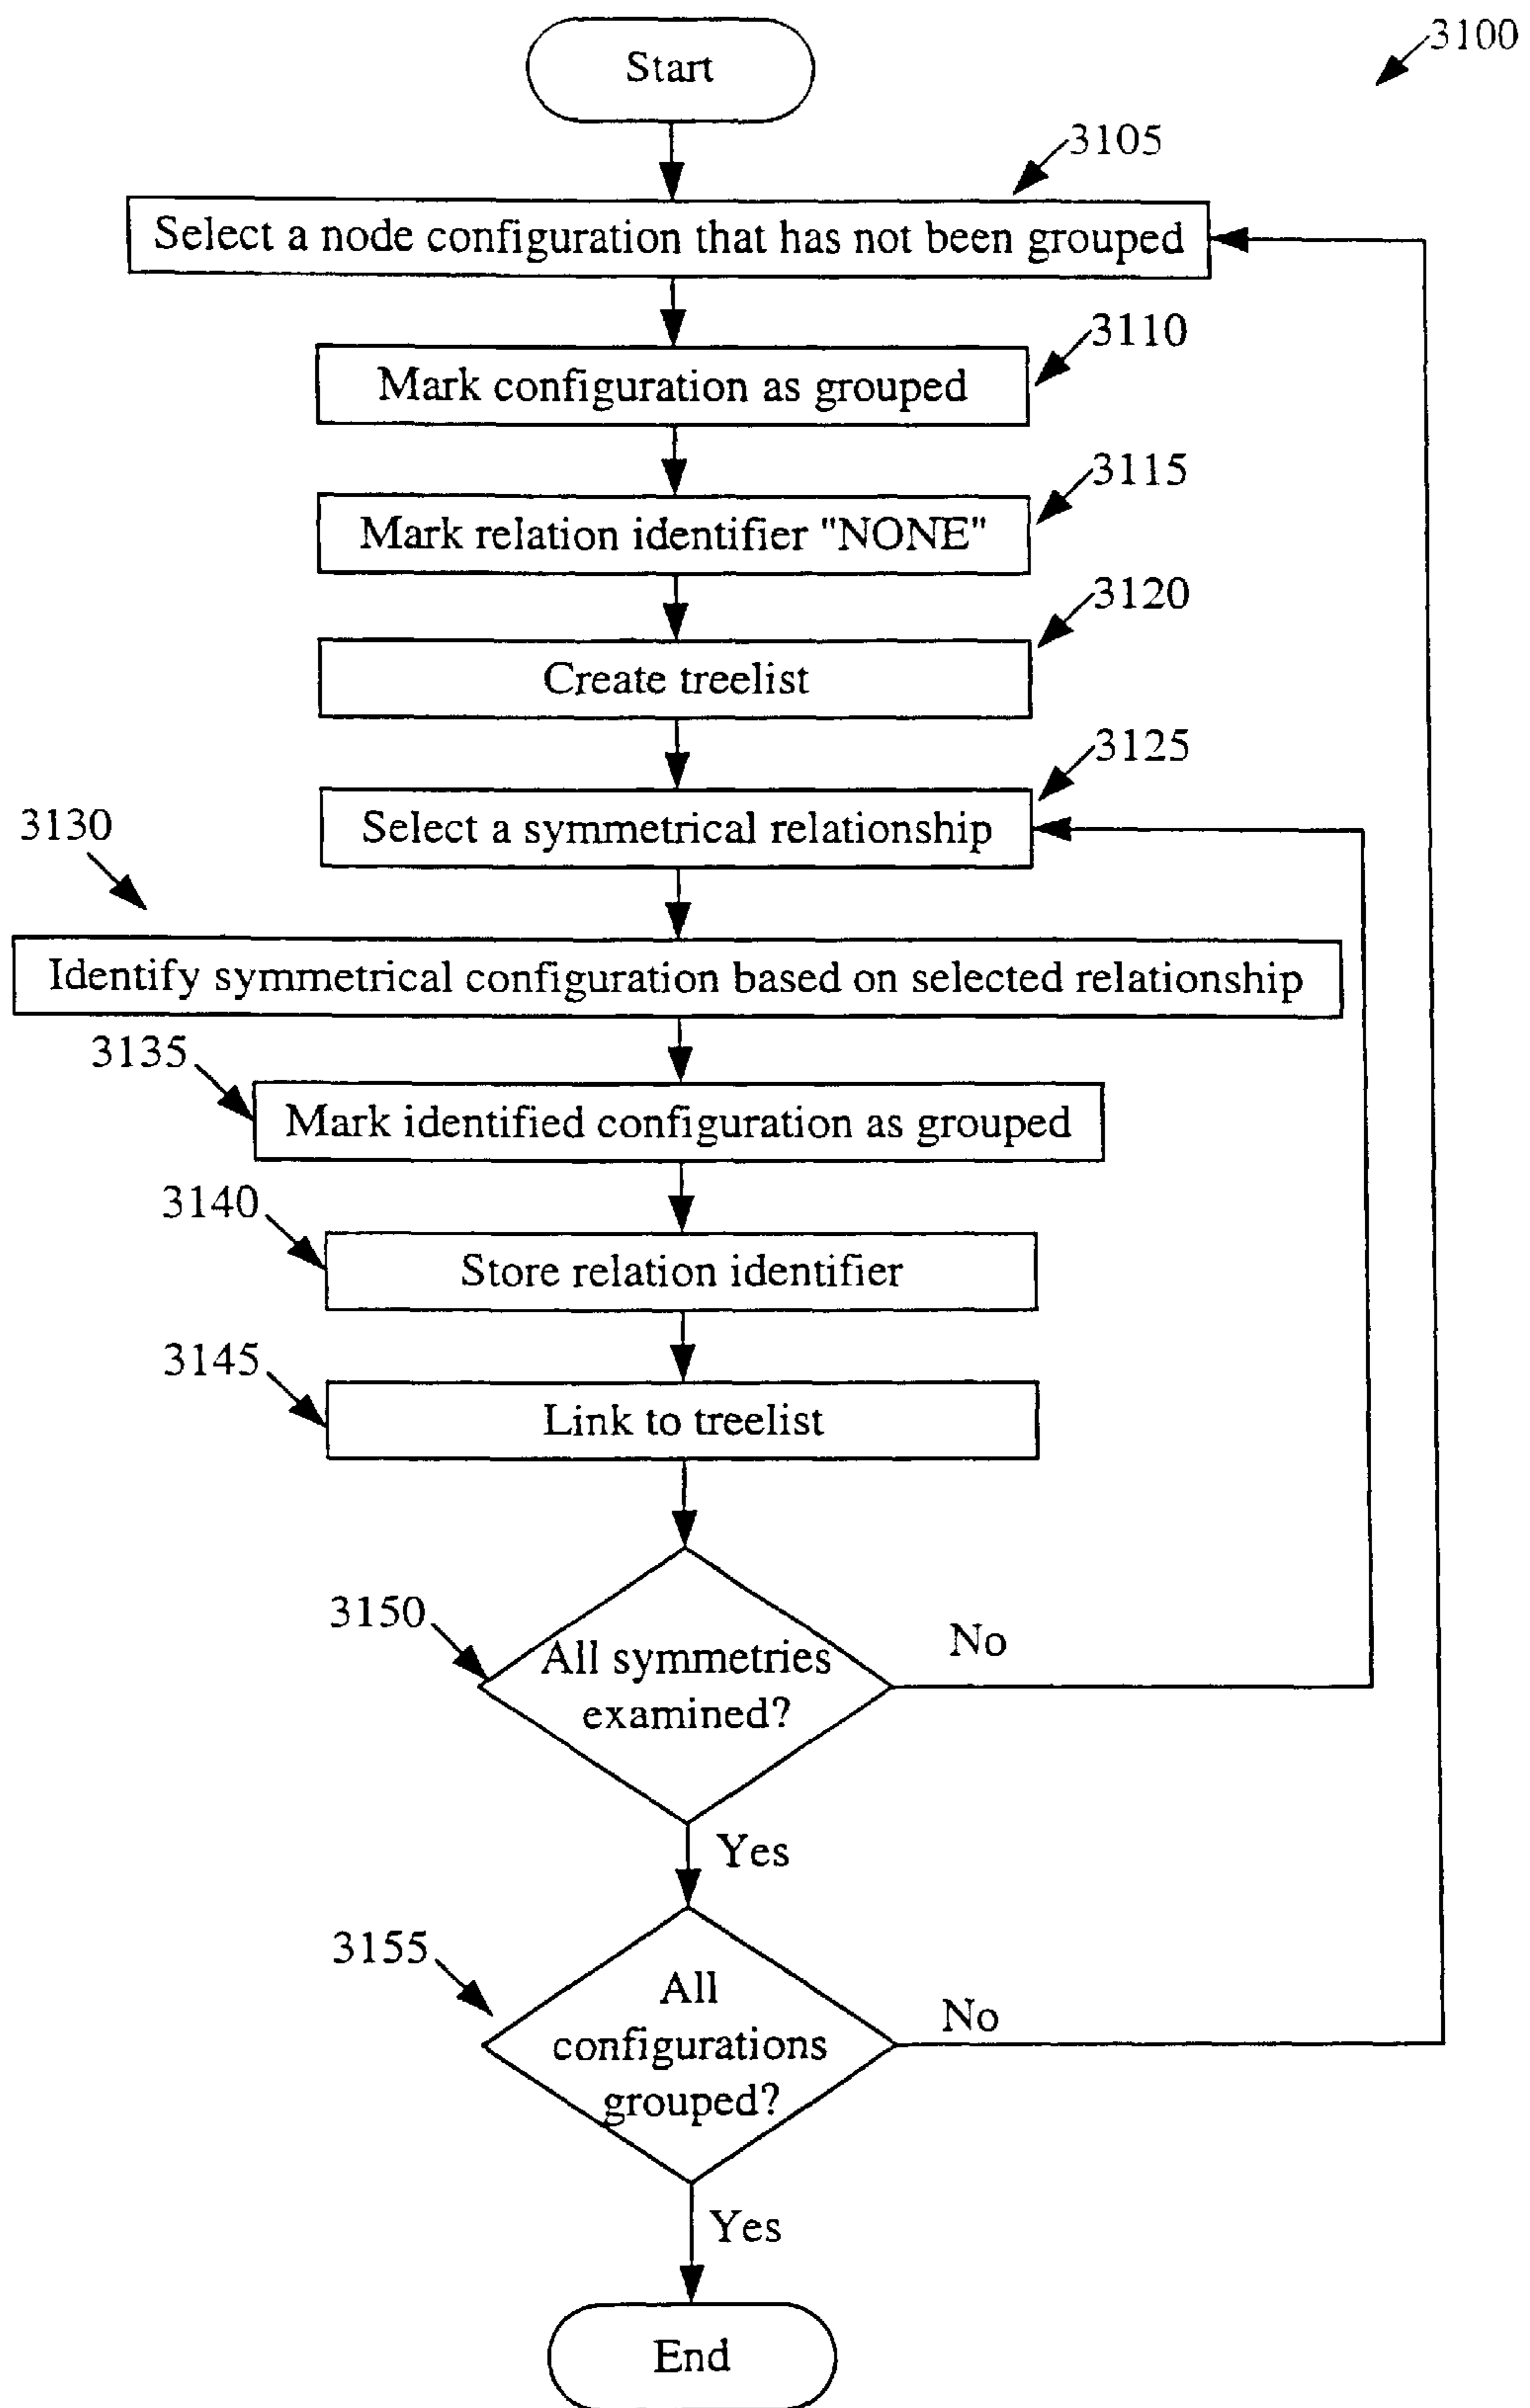 3100
Start
3105
Select a node configuration that has not been grouped
3110
Mark configuration as grouped
3115
Mark relation identifier "NONE"
3120
Create treelist
3125
Select a symmetrical relationship
3130
Identify symmetrical configuration based on selected relationship
3135
Mark identified configuration as grouped
3140
Store relation identifier
3145
Link to treelist
3150
All symmetries
examined?
No
Yes
3155
All
configurations
grouped?
No
Yes
End